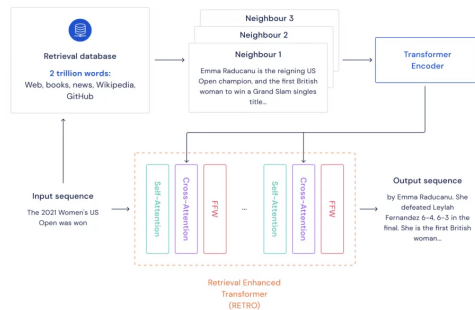 Retrieval database
2 trillion words:
Web, books, news, Wikipedia,
GitHub
Neighbour 3
Neighbour 2
Neighbour 1
Emma Raducanu is the reigning US
Open champion, and the first British
woman to win a Grand Slam singles
title...
Transformer
Encoder
Input sequence
The 2021 Women's US
Open was won
Self-Attention
Cross-Attention
FFW
...
Self-Attention
Cross-Attention
FFW
Output sequence
by Emma Raducanu. She
defeated Leylah
Fernandez 6–4, 6–3 in the
final. She is the first British
woman...
Retrieval Enhanced
Transformer
(RETRO)